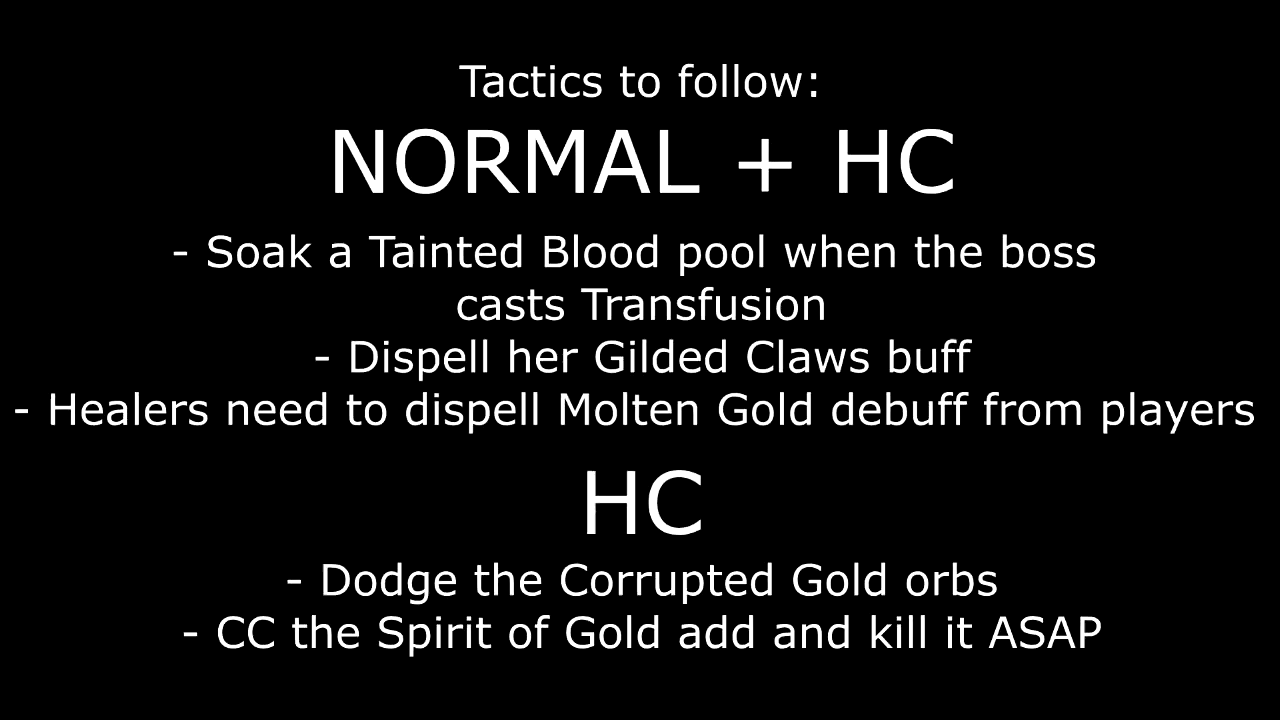 Tactics to follow:
NORMAL + HC
- Soak a Tainted Blood pool when the boss
casts Transfusion
- Dispell her Gilded Claws buff
- Healers need to dispell Molten Gold debuff from players
HC
- Dodge the Corrupted Gold orbs
- CC the Spirit of Gold add and kill it ASAP